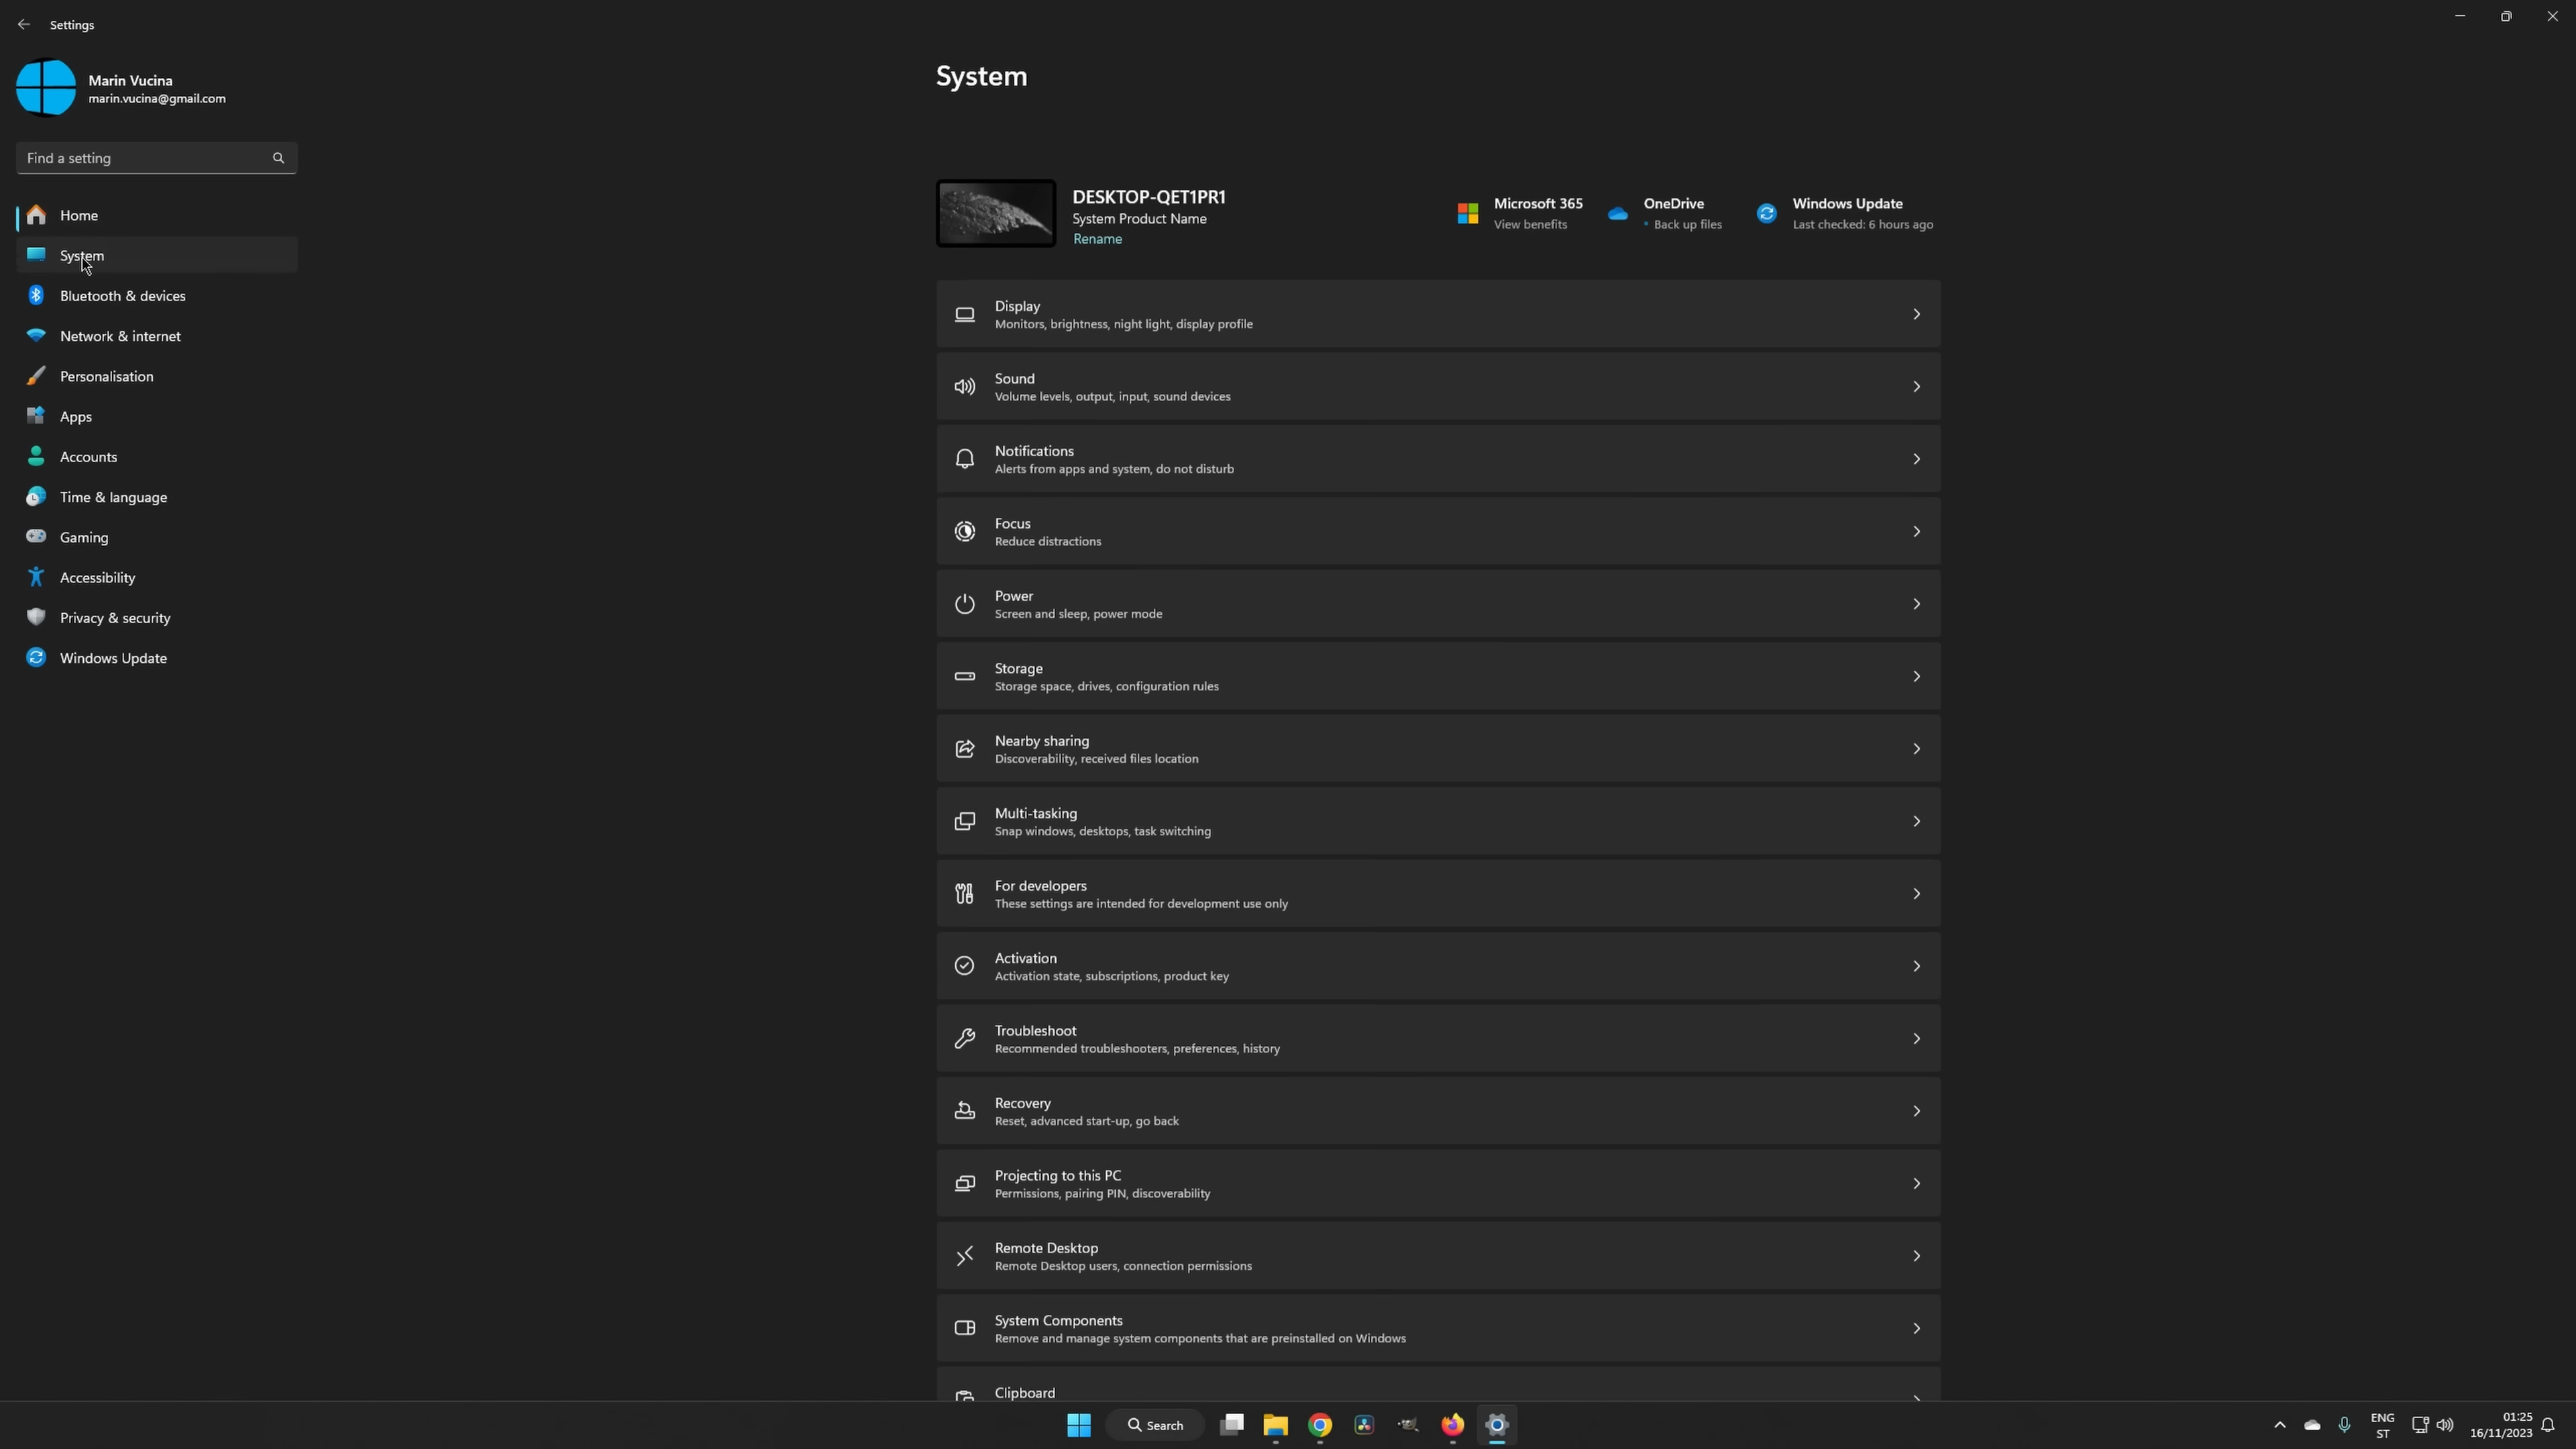 Settings
Marin Vucina
marin.vucina@gmail.com
Find a setting
Home
System
Bluetooth & devices
Network & internet
Personalisation
Apps
Accounts
Time & language
Gaming
Accessibility
Privacy & security
Windows Update
System
DESKTOP-QET1PR1
System Product Name
Rename
Microsoft 365
View benefits
OneDrive
• Back up files
Windows Update
Last checked: 6 hours ago
Display
Monitors, brightness, night light, display profile
Sound
Volume levels, output, input, sound devices
Notifications
Alerts from apps and system, do not disturb
Focus
Reduce distractions
Power
Screen and sleep, power mode
Storage
Storage space, drives, configuration rules
Nearby sharing
Discoverability, received files location
Multi-tasking
Snap windows, desktops, task switching
For developers
These settings are intended for development use only
Activation
Activation state, subscriptions, product key
Troubleshoot
Recommended troubleshooters, preferences, history
Recovery
Reset, advanced start-up, go back
Projecting to this PC
Permissions, pairing PIN, discoverability
Remote Desktop
Remote Desktop users, connection permissions
System Components
Remove and manage system components that are preinstalled on Windows
Clipboard
Search
ENG
ST
01:25
16/11/2023